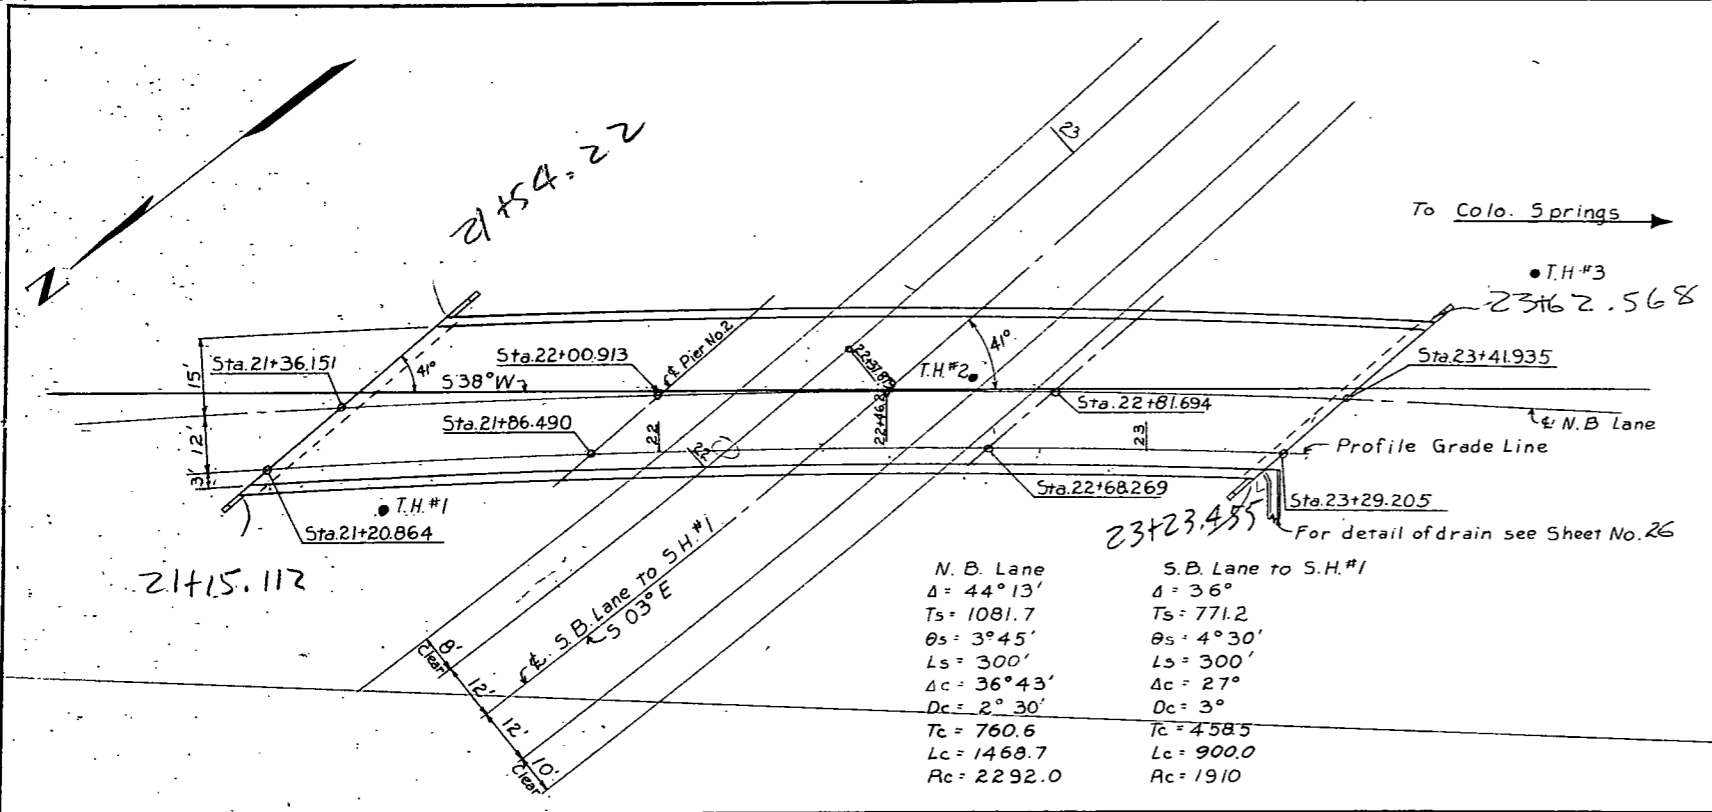 21+54.22
23
To Colo. Springs
N
T.H.#3
23+62.568
Sta.21+36.151
Sta.22+00.913
℄ Pier No.2
41°
T.H.#2
Sta.23+41.935
15'
41°
S38°W
Sta.22+81.694
℄ N.B Lane
Sta.21+86.490
22
23
Profile Grade Line
12'
3'
22
Sta.22+68.269
Sta.23+29.205
T.H.#1
Sta.21+20.864
23+23.455
For detail of drain see Sheet No.26
21+15.112
℄ S.B. Lane to S.H.#1
S 03° E
8'
Clear
12'
12'
10'
Clear
N. B. Lane
Δ = 44° 13'
Ts = 1081.7
θs = 3° 45'
Ls = 300'
Δc = 36° 43'
Dc = 2° 30'
Tc = 760.6
Lc = 1468.7
Rc = 2292.0
S.B. Lane to S.H.#1
Δ = 36°
Ts = 771.2
θs = 4° 30'
Ls = 300'
Δc = 27°
Dc = 3°
Tc = 458.5
Lc = 900.0
Rc = 1910